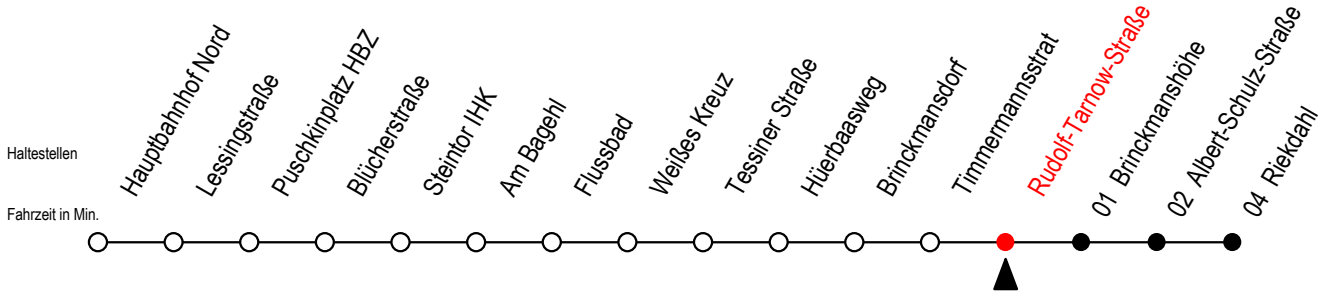 Haltestellen
Fahrzeit in Min.
Hauptbahnhof Nord
Lessingstraße
Puschkinplatz HBZ
Blücherstraße
Steintor IHK
Am Bagehl
Flussbad
Weißes Kreuz
Tessiner Straße
Hüerbaasweg
Brinckmansdorf
Timmermannsstrat
Rudolf-Tarnow-Straße
01 Brinckmanshöhe
02 Albert-Schulz-Straße
04 Riekdahl